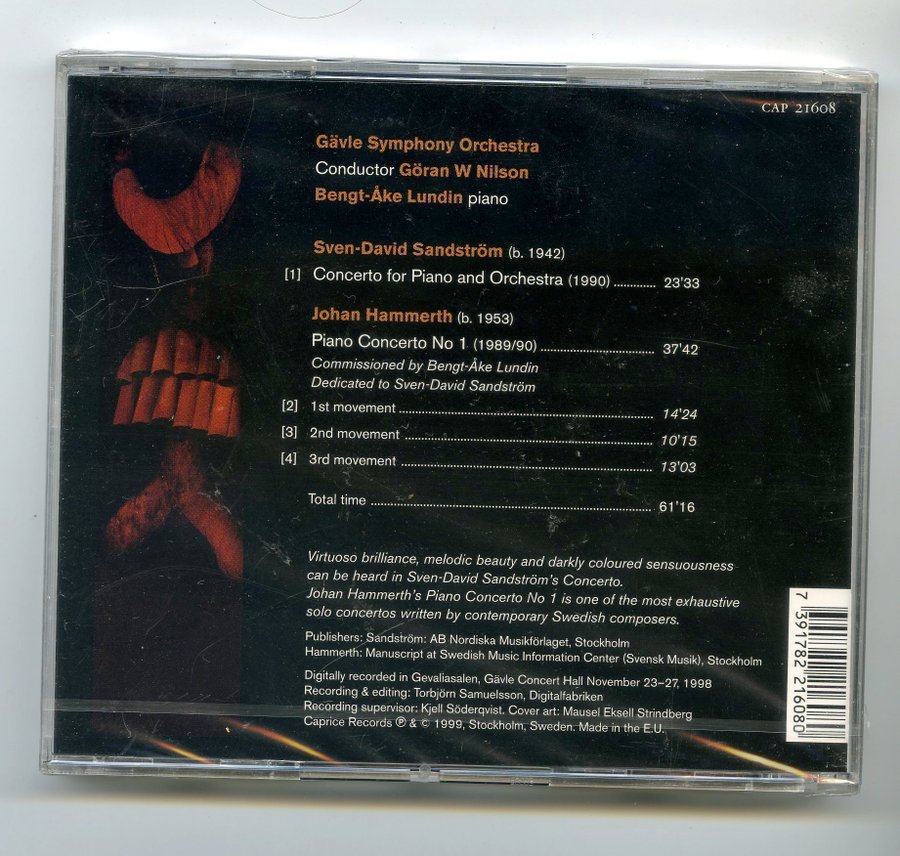 CAP 21608
Gävle Symphony Orchestra
Conductor Göran W Nilson
Bengt-Åke Lundin piano
Sven-David Sandström (b. 1942)
[1] Concerto for Piano and Orchestra (1990) ............ 23'33
Johan Hammerth (b. 1953)
Piano Concerto No 1 (1989/90) ................................ 37'42
Commissioned by Bengt-Åke Lundin
Dedicated to Sven-David Sandström
[2] 1st movement ................................................................ 14'24
[3] 2nd movement ............................................................... 10'15
[4] 3rd movement ............................................................... 13'03
Total time ........................................................................ 61'16
Virtuoso brilliance, melodic beauty and darkly coloured sensuousness
can be heard in Sven-David Sandström's Concerto.
Johan Hammerth's Piano Concerto No 1 is one of the most exhaustive
solo concertos written by contemporary Swedish composers.
Publishers: Sandström: AB Nordiska Musikförlaget, Stockholm
Hammerth: Manuscript at Swedish Music Information Center (Svensk Musik), Stockholm
Digitally recorded in Gevaliasalen, Gävle Concert Hall November 23–27, 1998
Recording & editing: Torbjörn Samuelsson, Digitalfabriken
Recording supervisor: Kjell Söderqvist. Cover art: Mausel Eksell Strindberg
Caprice Records ℗ & © 1999, Stockholm, Sweden. Made in the E.U.
7 391782 216080